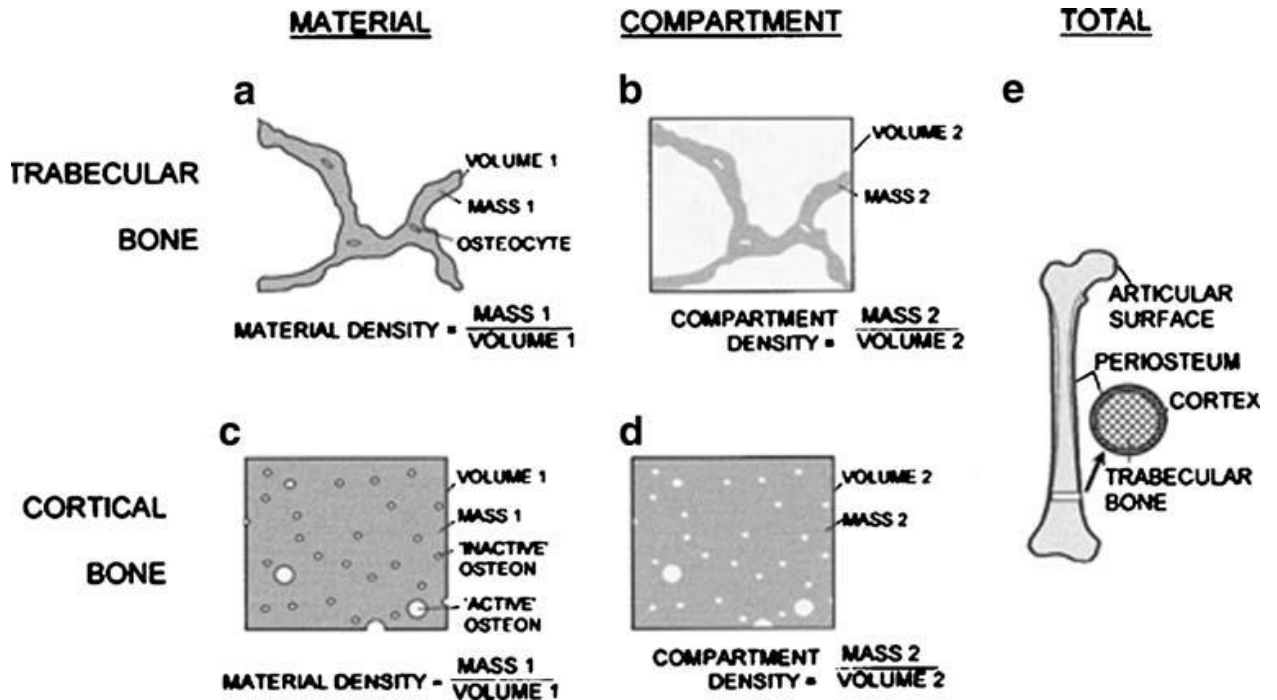 MATERIAL
COMPARTMENT
TOTAL
a
b
e
TRABECULAR
BONE
VOLUME 1
MASS 1
OSTEOCYTE
VOLUME 2
MASS 2
MATERIAL DENSITY = MASS 1
VOLUME 1
COMPARTMENT
DENSITY =
MASS 2
VOLUME 2
ARTICULAR
SURFACE
PERIOSTEUM
CORTEX
TRABECULAR
BONE
c
d
CORTICAL
BONE
VOLUME 1
MASS 1
'INACTIVE'
OSTEON
'ACTIVE'
OSTEON
VOLUME 2
MASS 2
MATERIAL DENSITY - MASS 1
VOLUME 1
COMPARTMENT
DENSITY =
MASS 2
VOLUME 2